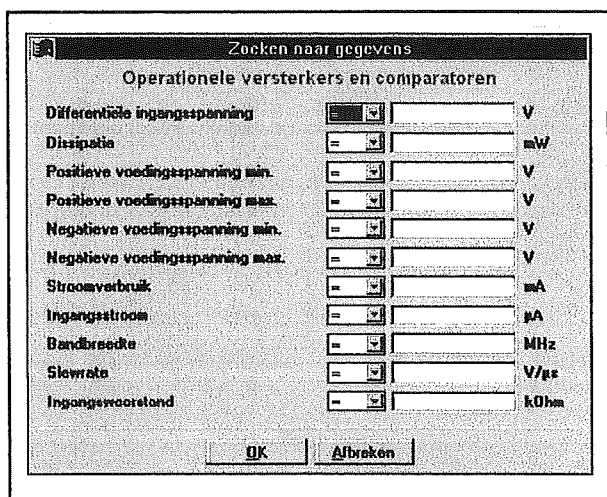 Zoeken naar gegevens
Operationele versterkers en comparatoren
Differentiële ingangsspanning = V
Dissipatie = mW
Positieve voedingsspanning min. = V
Positieve voedingsspanning max. = V
Negatieve voedingsspanning min. = V
Negatieve voedingsspanning max. = V
Stroomverbruik = mA
Ingangsstroom = µA
Bandbreedte = MHz
Slewrate = V/µs
Ingangsweerstand = kOhm
OK Afbreken